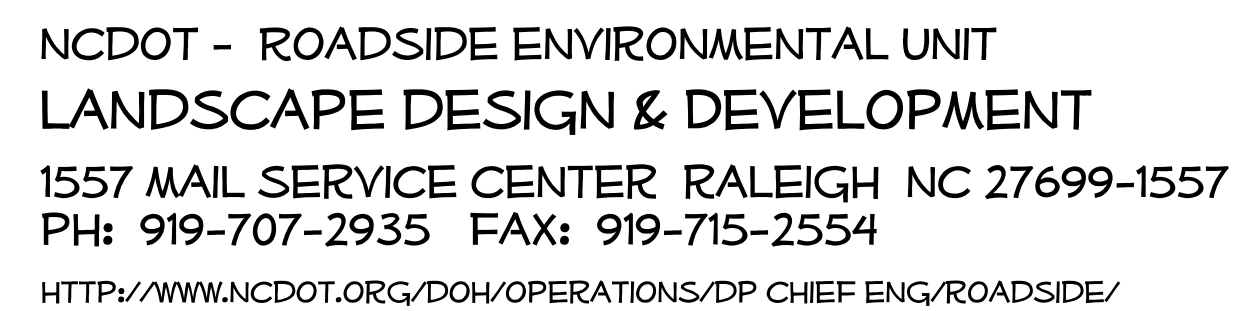 NCDOT - ROADSIDE ENVIRONMENTAL UNIT
LANDSCAPE DESIGN & DEVELOPMENT
1557 MAIL SERVICE CENTER RALEIGH NC 27699-1557
PH: 919-707-2935 FAX: 919-715-2554
HTTP://WWW.NCDOT.ORG/DOH/OPERATIONS/DP CHIEF ENG/ROADSIDE/